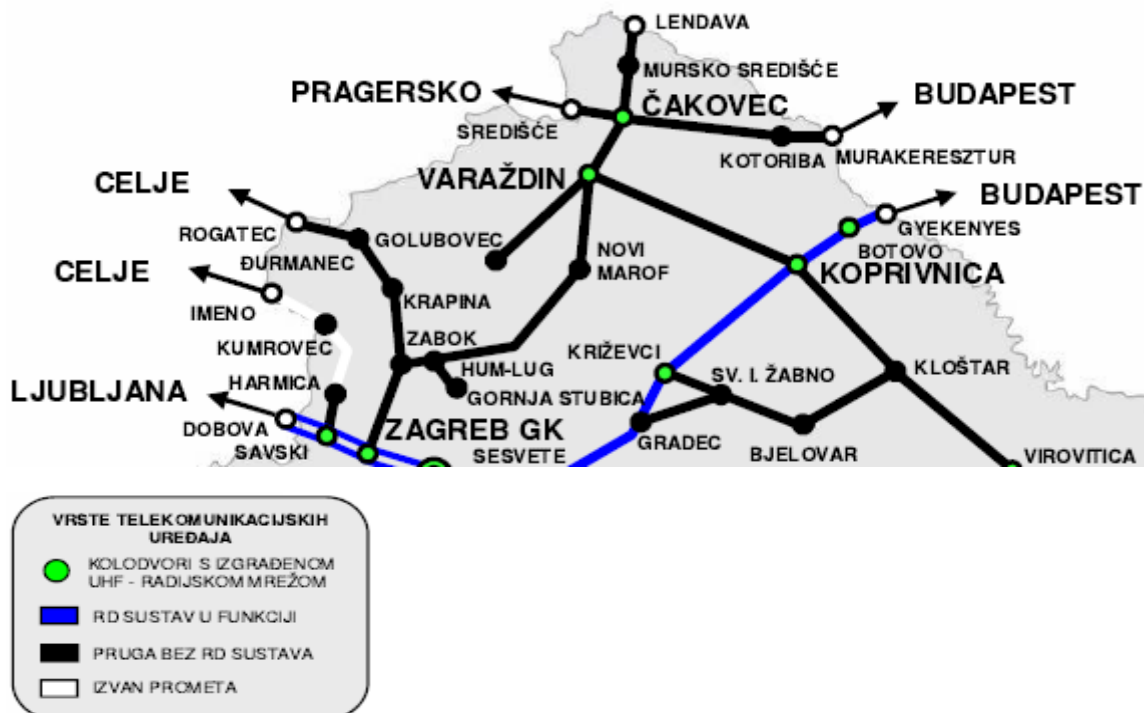 LENDAVA
MURSKO SREDIŠĆE
PRAGERSKO
ČAKOVEC
BUDAPEST
SREDIŠĆE
KOTORIBA
MURAKERESZTUR
VARAŽDIN
CELJE
BUDAPEST
ROGATEC
GOLUBOVEC
GYEKENYES
ĐURMANEC
NOVI
MAROF
BOTOVO
CELJE
KOPRIVNICA
KRAPINA
IMENO
ZABOK
KUMROVEC
KRIŽEVCI
HUM-LUG
SV. I. ŽABNO
KLOŠTAR
LJUBLJANA
HARMICA
GORNJA STUBICA
DOBOVA
ZAGREB GK
GRADEC
SAVSKI
SESVETE
BJELOVAR
VIROVITICA
VRSTE TELEKOMUNIKACIJSKIH
UREĐAJA
KOLODVORI S IZGRAĐENOM
UHF - RADIJSKOM MREŽOM
RD SUSTAV U FUNKCIJI
PRUGA BEZ RD SUSTAVA
IZVAN PROMETA